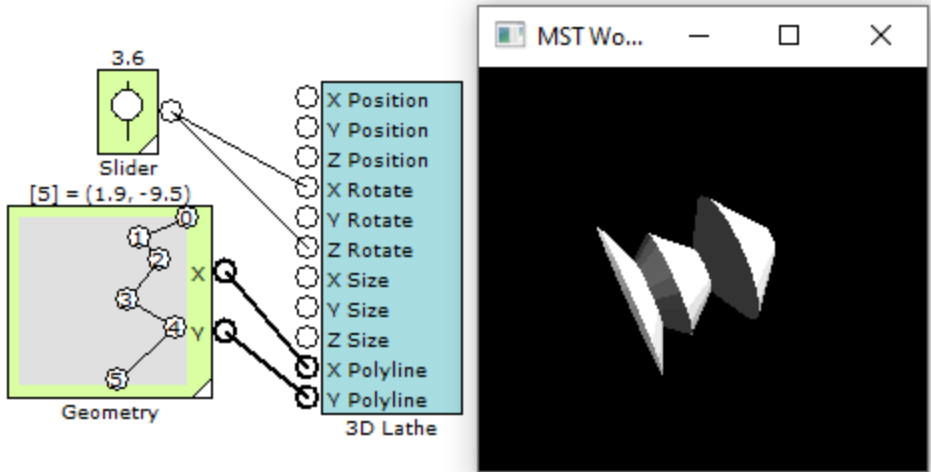 3.6
Slider
[5] = (1.9, -9.5)
0
1
2
3
4
5
X
Y
Geometry
X Position
Y Position
Z Position
X Rotate
Y Rotate
Z Rotate
X Size
Y Size
Z Size
X Polyline
Y Polyline
3D Lathe
MST Wo...